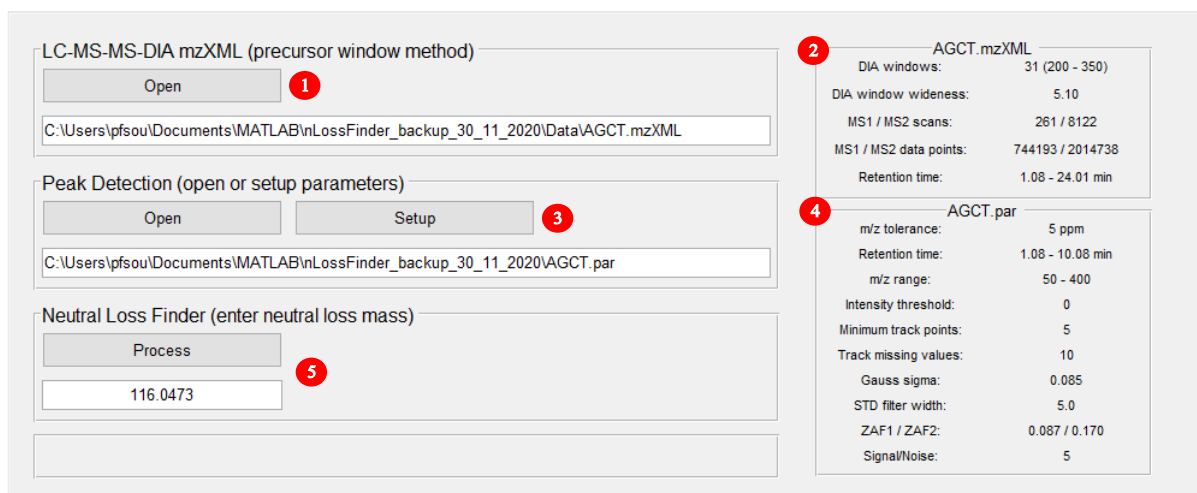 LC-MS-MS-DIA mzXML (precursor window method)
Open
1
C:\Users\pfsou\Documents\MATLAB\nLossFinder_backup_30_11_2020\Data\AGCT.mzXML
Peak Detection (open or setup parameters)
Open Setup
3
C:\Users\pfsou\Documents\MATLAB\nLossFinder_backup_30_11_2020\AGCT.par
Neutral Loss Finder (enter neutral loss mass)
Process
5
116.0473
2
AGCT.mzXML
DIA windows: 31 (200 - 350)
DIA window wideness: 5.10
MS1 / MS2 scans: 261 / 8122
MS1 / MS2 data points: 744193 / 2014738
Retention time: 1.08 - 24.01 min
4
AGCT.par
m/z tolerance: 5 ppm
Retention time: 1.08 - 10.08 min
m/z range: 50 - 400
Intensity threshold: 0
Minimum track points: 5
Track missing values: 10
Gauss sigma: 0.085
STD filter width: 5.0
ZAF1 / ZAF2: 0.087 / 0.170
Signal/Noise: 5